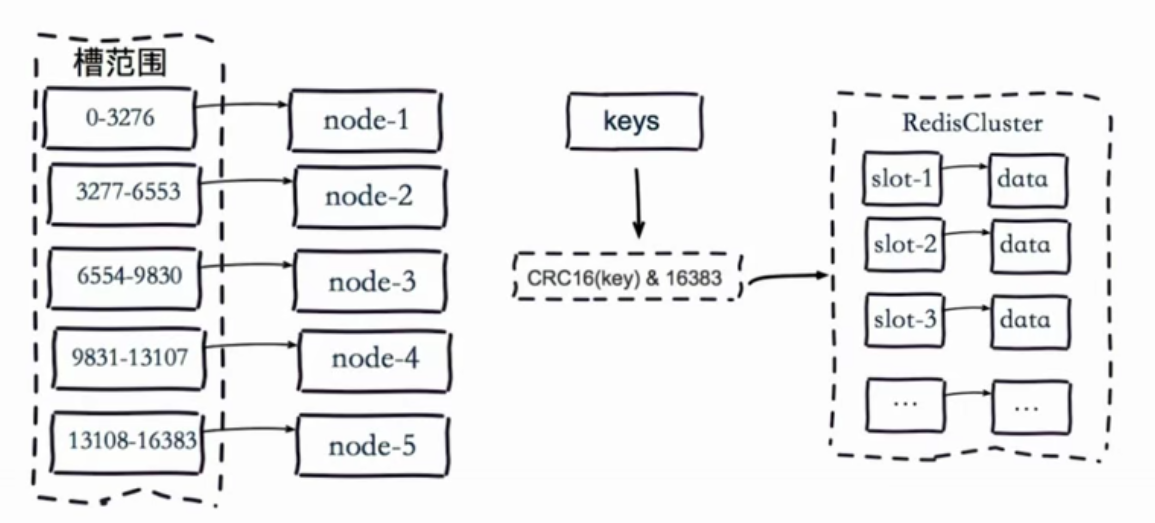 槽范围
0-3276
node-1
3277-6553
node-2
6554-9830
node-3
9831-13107
node-4
13108-16383
node-5
keys
CRC16(key) & 16383
RedisCluster
slot-1
data
slot-2
data
slot-3
data
...
...